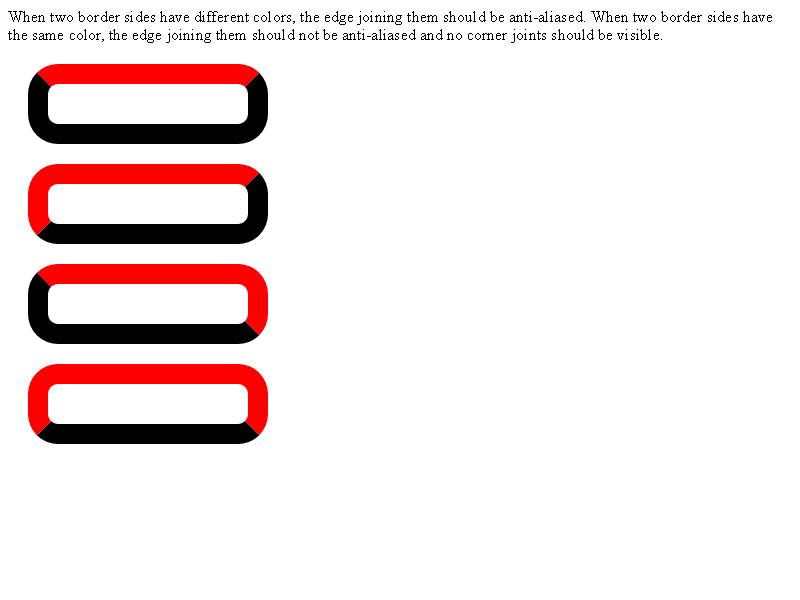 When two border sides have different colors, the edge joining them should be anti-aliased. When two border sides have
the same color, the edge joining them should not be anti-aliased and no corner joints should be visible.